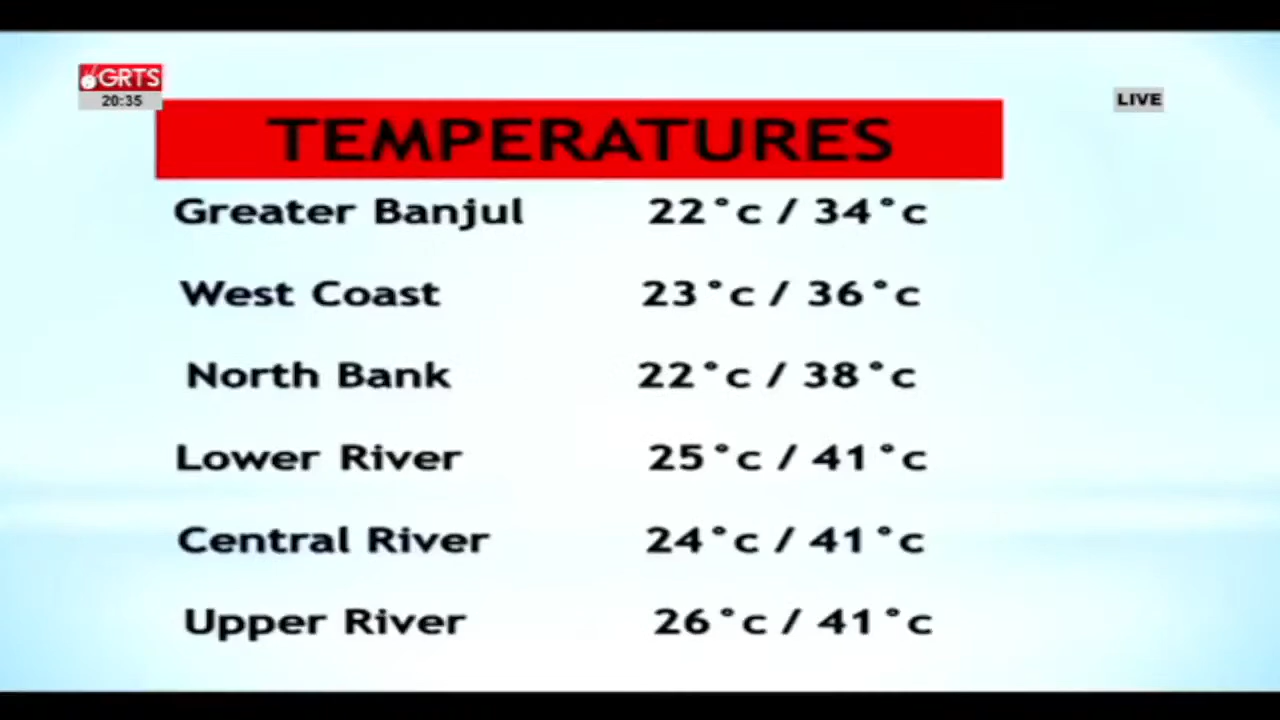 GRTS
20:35
LIVE
TEMPERATURES
Greater Banjul 22°c / 34°c
West Coast 23°c / 36°c
North Bank 22°c / 38°c
Lower River 25°c / 41°c
Central River 24°c / 41°c
Upper River 26°c / 41°c